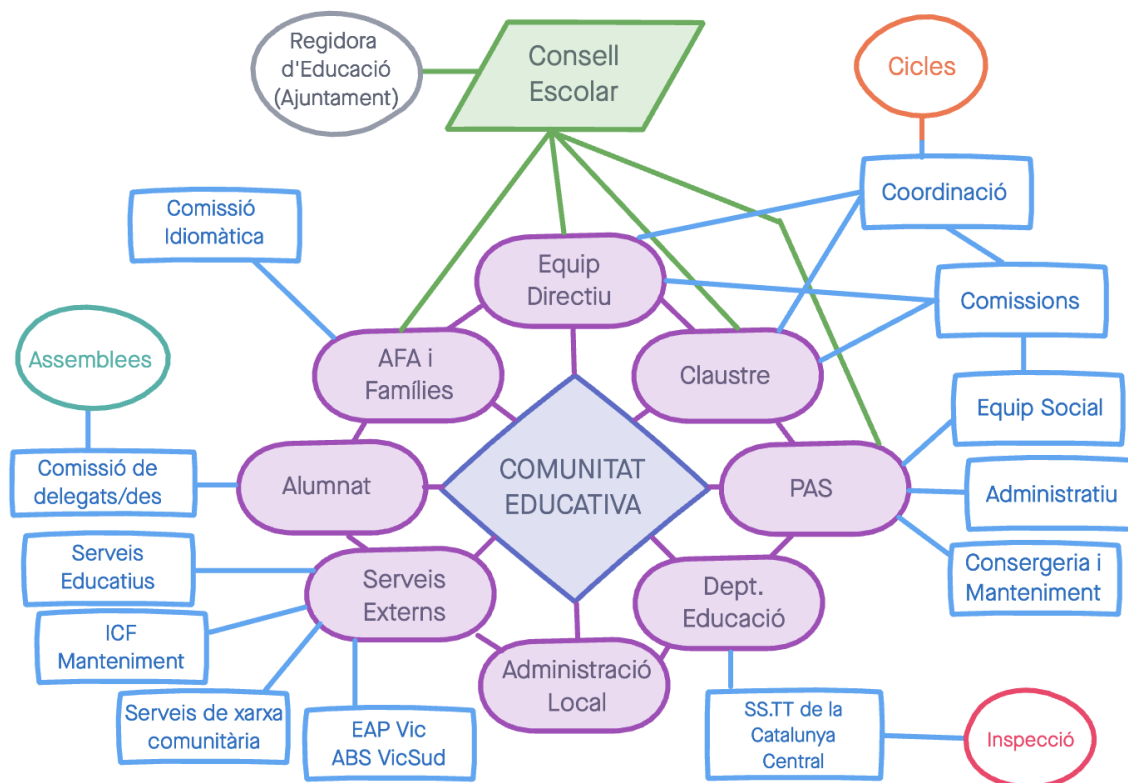 Regidora
d'Educació
(Ajuntament)
Consell
Escolar
Cicles
Comissió
Idiomàtica
Coordinació
Equip
Directiu
Comissions
Assemblees
AFA i
Famílies
Claustre
Equip Social
Comissió de
delegats/des
Alumnat
COMUNITAT
EDUCATIVA
PAS
Administratiu
Serveis
Educatius
Serveis
Externs
Dept.
Educació
Consergeria i
Manteniment
ICF
Manteniment
Administració
Local
Serveis de xarxa
comunitària
EAP Vic
ABS VicSud
SS.TT de la
Catalunya
Central
Inspecció